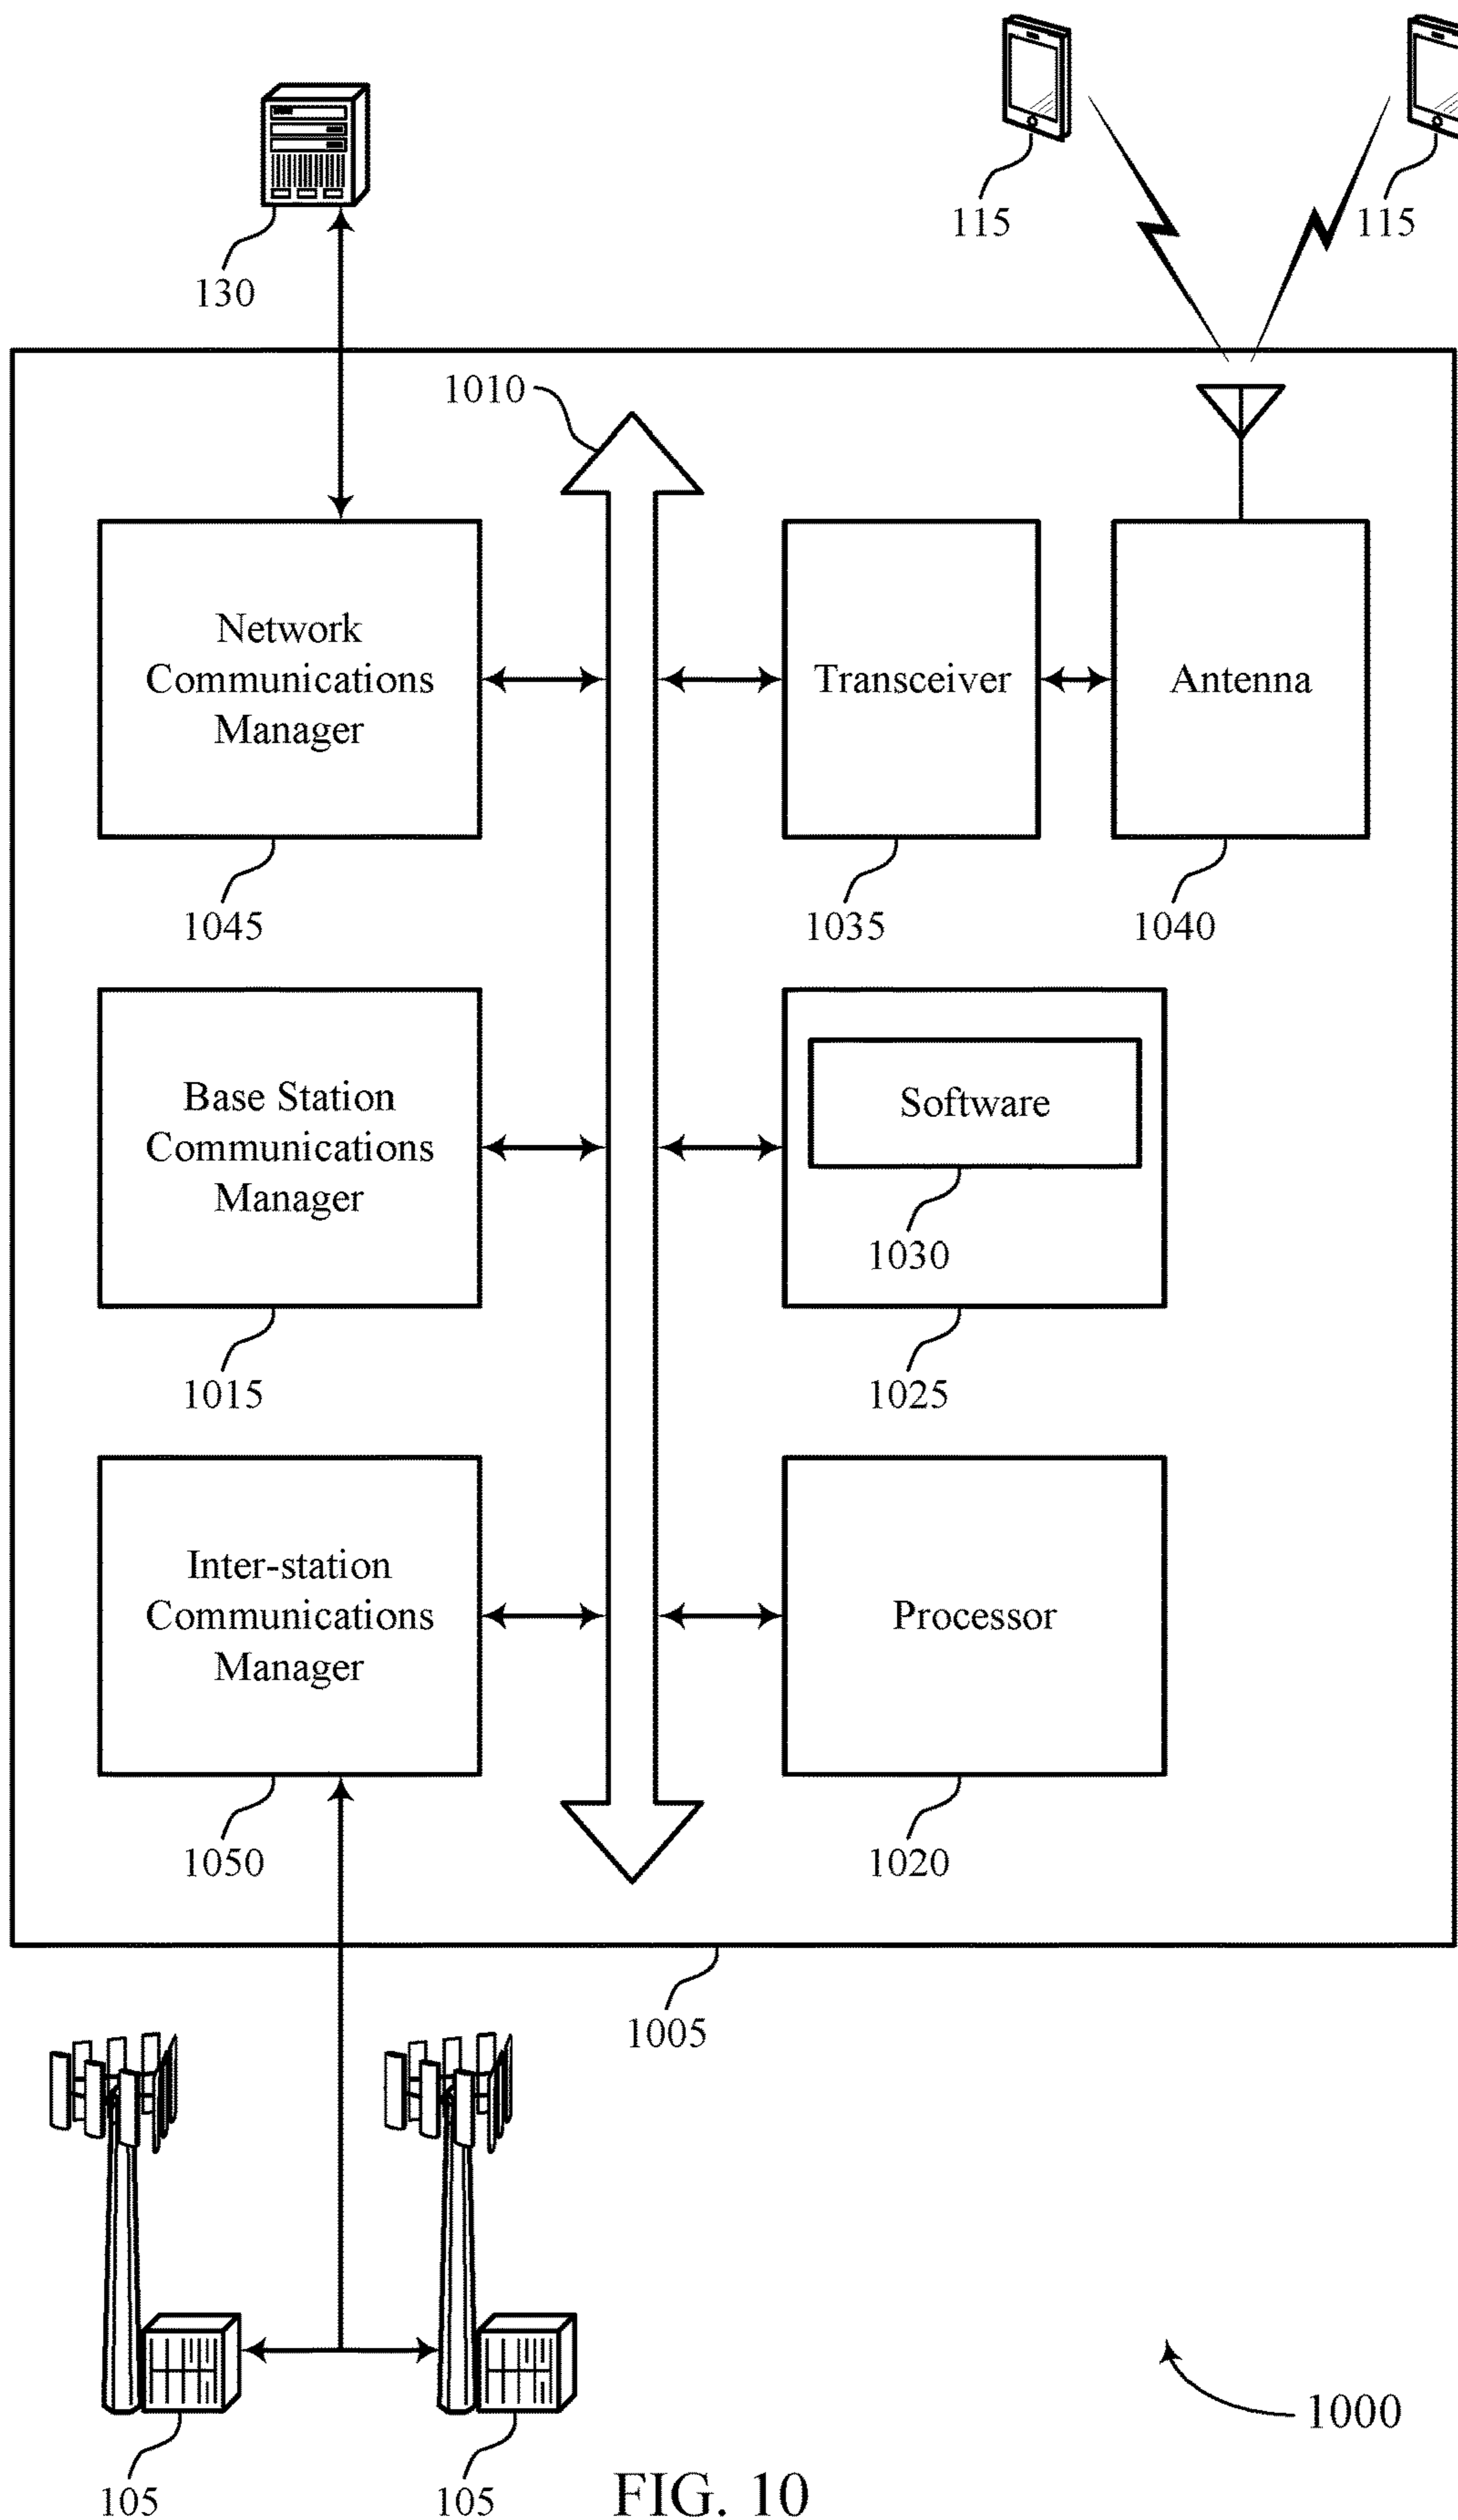 115
115
130
1010
Network
Communications
Manager
Transceiver
Antenna
1045
1035
1040
Base Station
Communications
Manager
Software
1030
1015
1025
Inter-station
Communications
Manager
Processor
1050
1020
1005
1000
105
105
FIG. 10